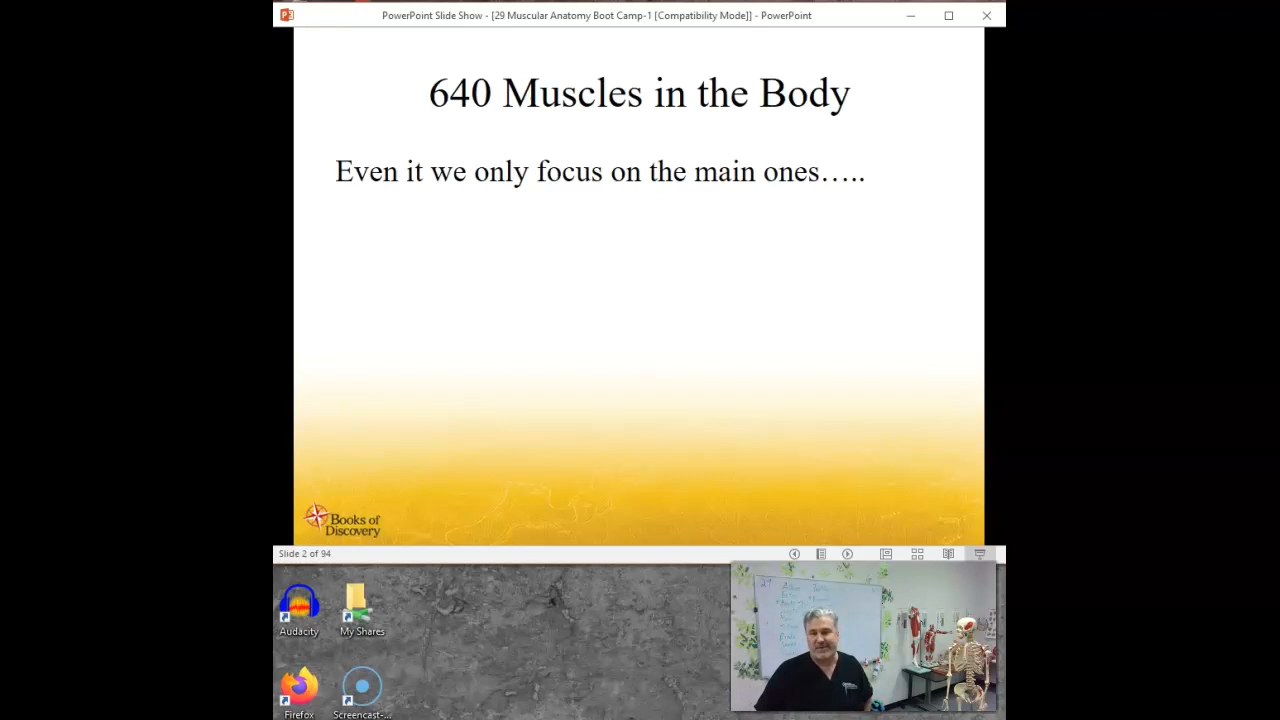 PowerPoint Slide Show - [29 Muscular Anatomy Boot Camp-1 [Compatibility Mode]] - PowerPoint
640 Muscles in the Body
Even it we only focus on the main ones…..
Books of
Discovery
Slide 2 of 94
Audacity
My Shares
Firefox
Screencast-...